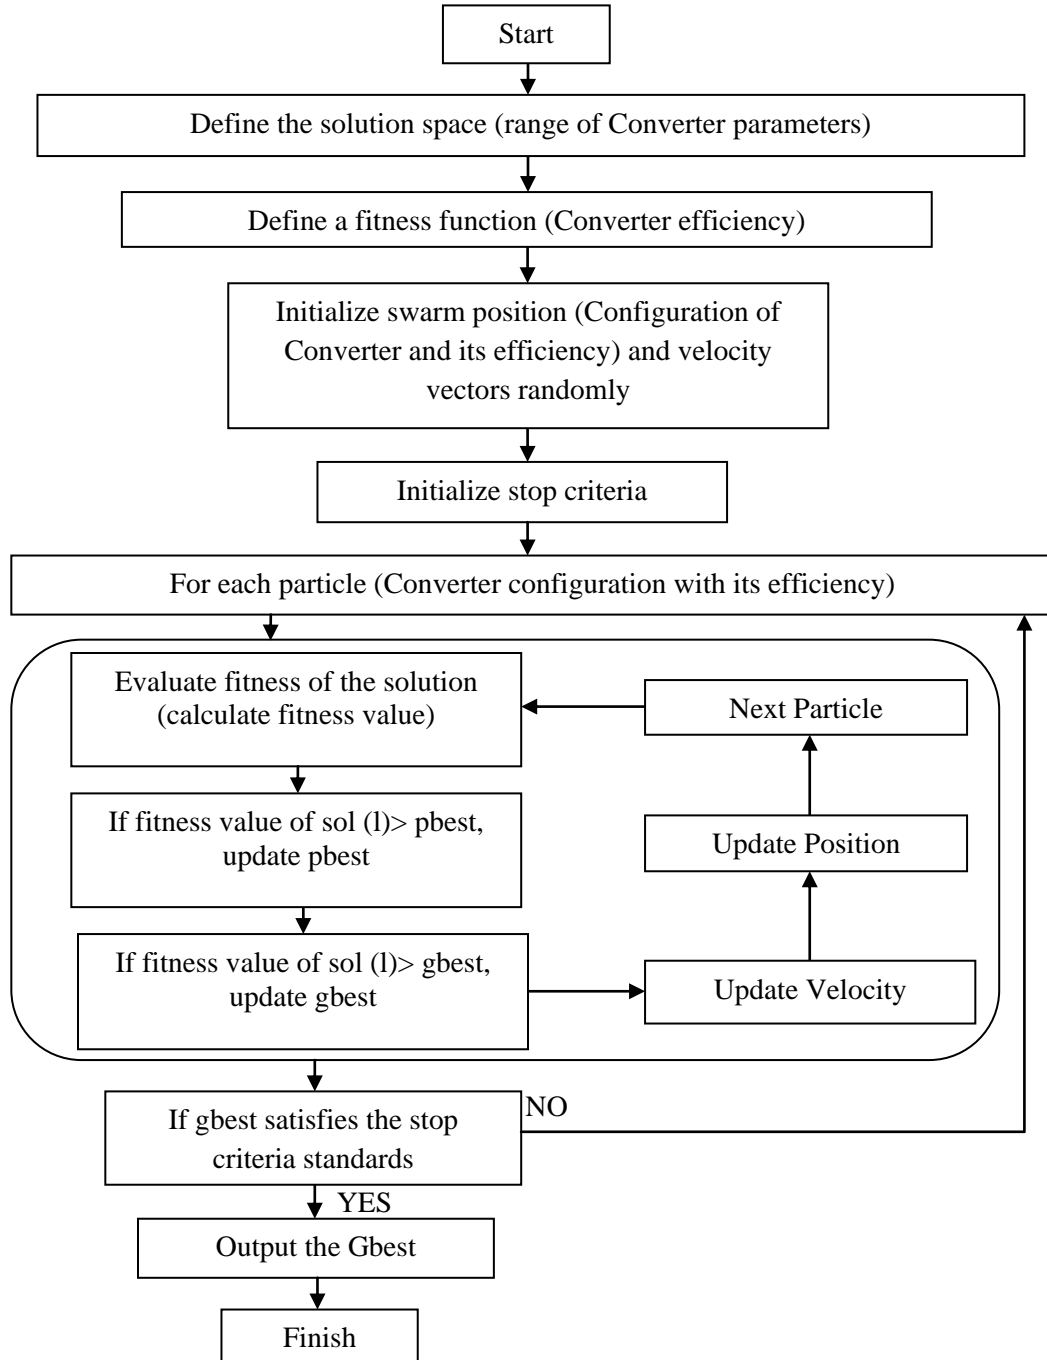 Start
Define the solution space (range of Converter parameters)
Define a fitness function (Converter efficiency)
Initialize swarm position (Configuration of
Converter and its efficiency) and velocity
vectors randomly
Initialize stop criteria
For each particle (Converter configuration with its efficiency)
Evaluate fitness of the solution
(calculate fitness value)
If fitness value of sol (l)> pbest,
update pbest
If fitness value of sol (l)> gbest,
update gbest
Update Velocity
Update Position
Next Particle
If gbest satisfies the stop
criteria standards
NO
YES
Output the Gbest
Finish